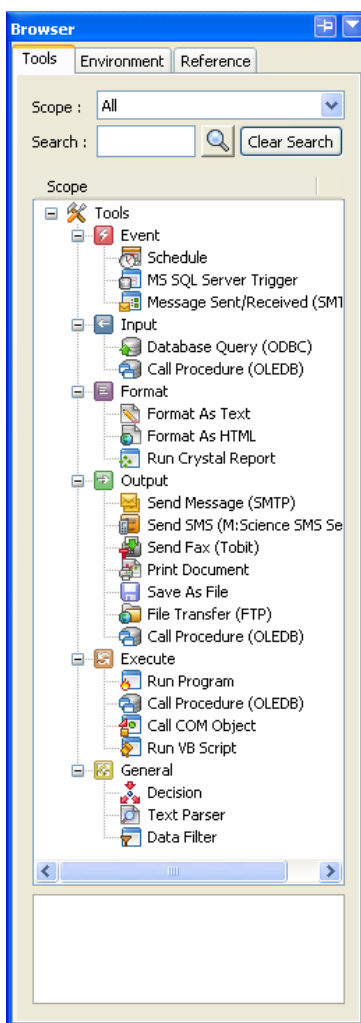 Browser
Tools Environment Reference
Scope : All
Search : Clear Search
Scope
Tools
Event
Schedule
MS SQL Server Trigger
Message Sent/Received (SMT
Input
Database Query (ODBC)
Call Procedure (OLEDB)
Format
Format As Text
Format As HTML
Run Crystal Report
Output
Send Message (SMTP)
Send SMS (M:Science SMS Se
Send Fax (Tobit)
Print Document
Save As File
File Transfer (FTP)
Call Procedure (OLEDB)
Execute
Run Program
Call Procedure (OLEDB)
Call COM Object
Run VB Script
General
Decision
Text Parser
Data Filter